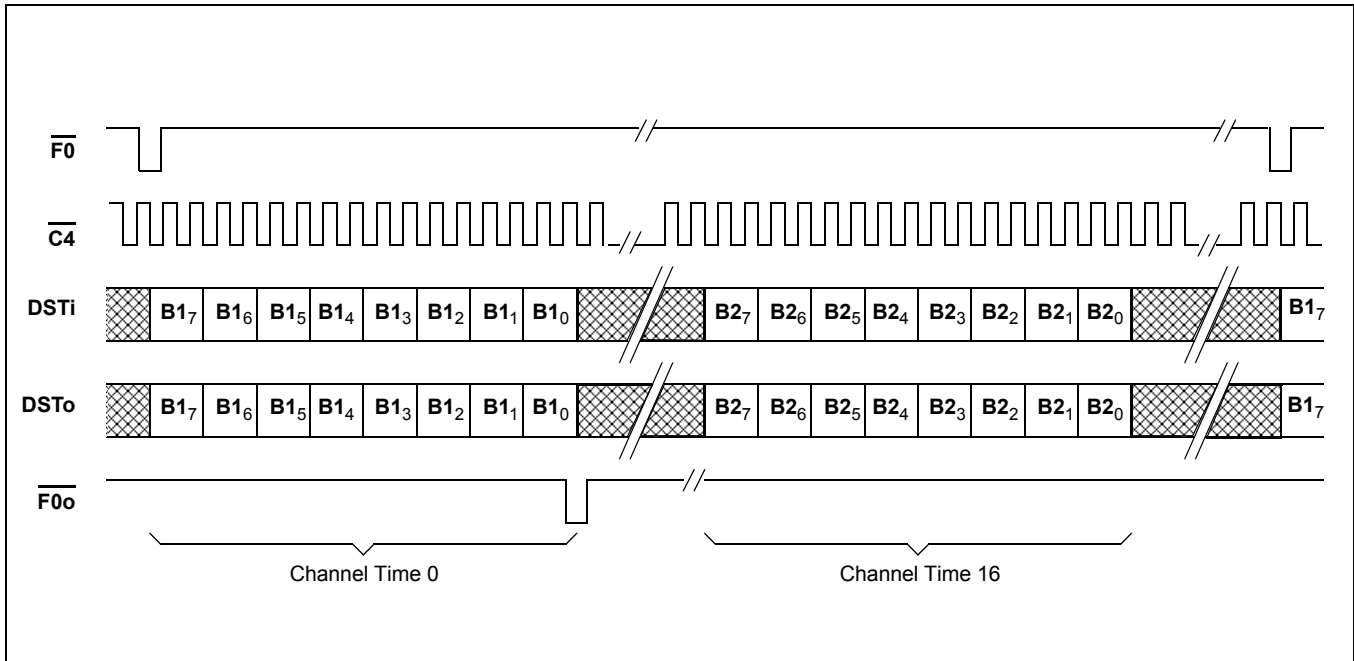 F0
C4
DSTi B17 B16 B15 B14 B13 B12 B11 B10 B27 B26 B25 B24 B23 B22 B21 B20 B17
DSTo B17 B16 B15 B14 B13 B12 B11 B10 B27 B26 B25 B24 B23 B22 B21 B20 B17
F0o
Channel Time 0 Channel Time 16